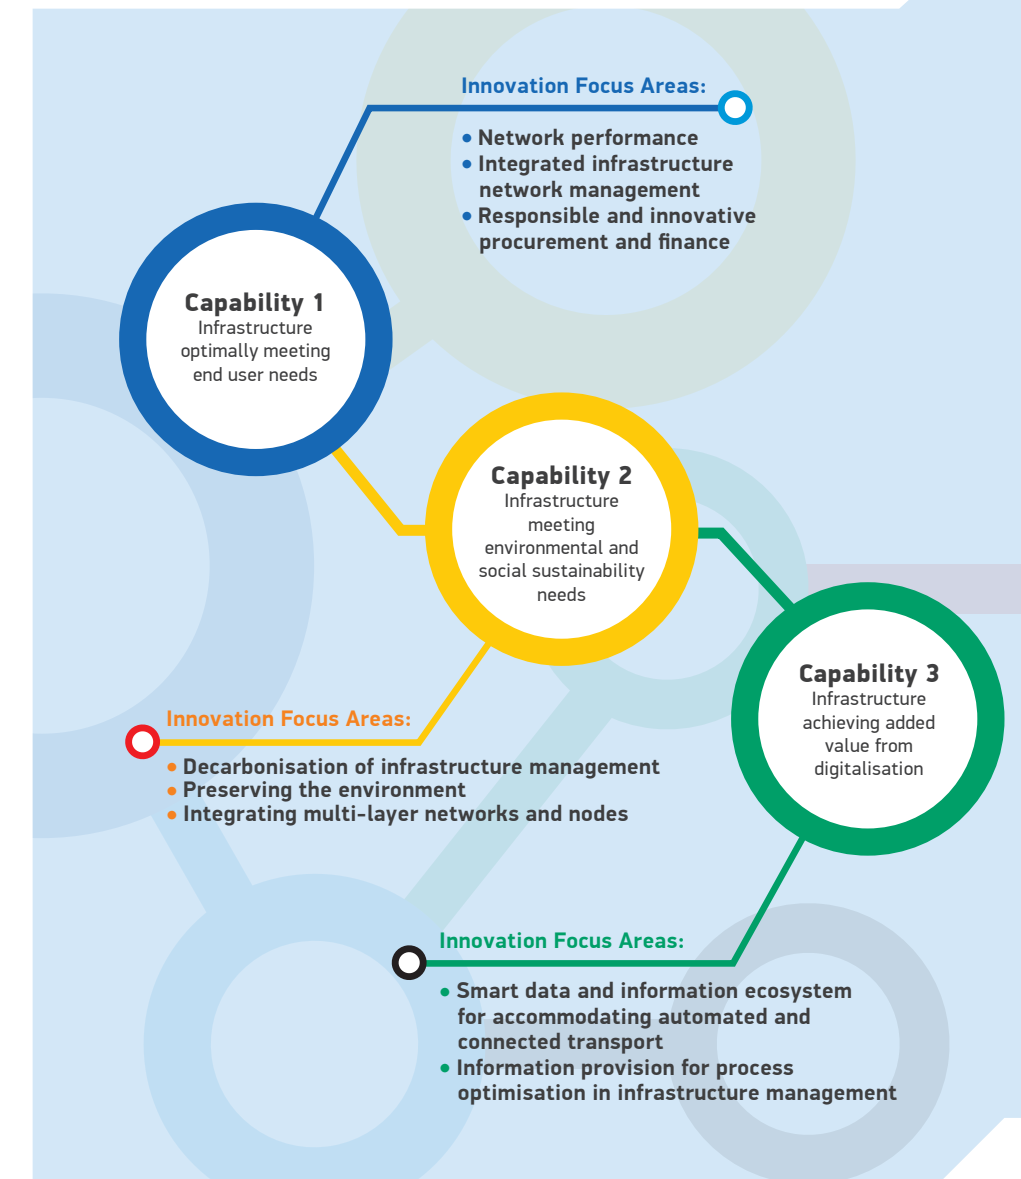 Innovation Focus Areas:
• Network performance
• Integrated infrastructure
network management
• Responsible and innovative
procurement and finance
Capability 1
Infrastructure
optimally meeting
end user needs
Capability 2
Infrastructure
meeting
environmental and
social sustainability
needs
Capability 3
Infrastructure
achieving added
value from
digitalisation
Innovation Focus Areas:
• Decarbonisation of infrastructure management
• Preserving the environment
• Integrating multi-layer networks and nodes
Innovation Focus Areas:
• Smart data and information ecosystem
for accommodating automated and
connected transport
• Information provision for process
optimisation in infrastructure management